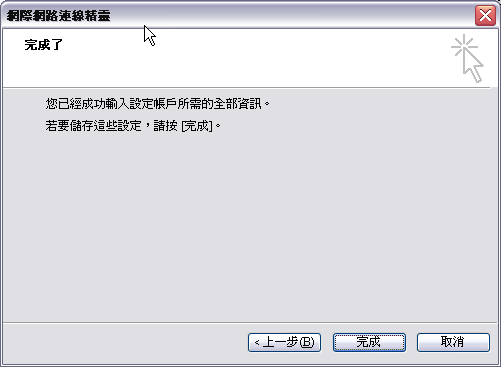 網際網路連線精靈
完成了
您已經成功輸入設定帳戶所需的全部資訊。
若要儲存這些設定，請按 [完成]。
< 上一步(B)
完成
取消